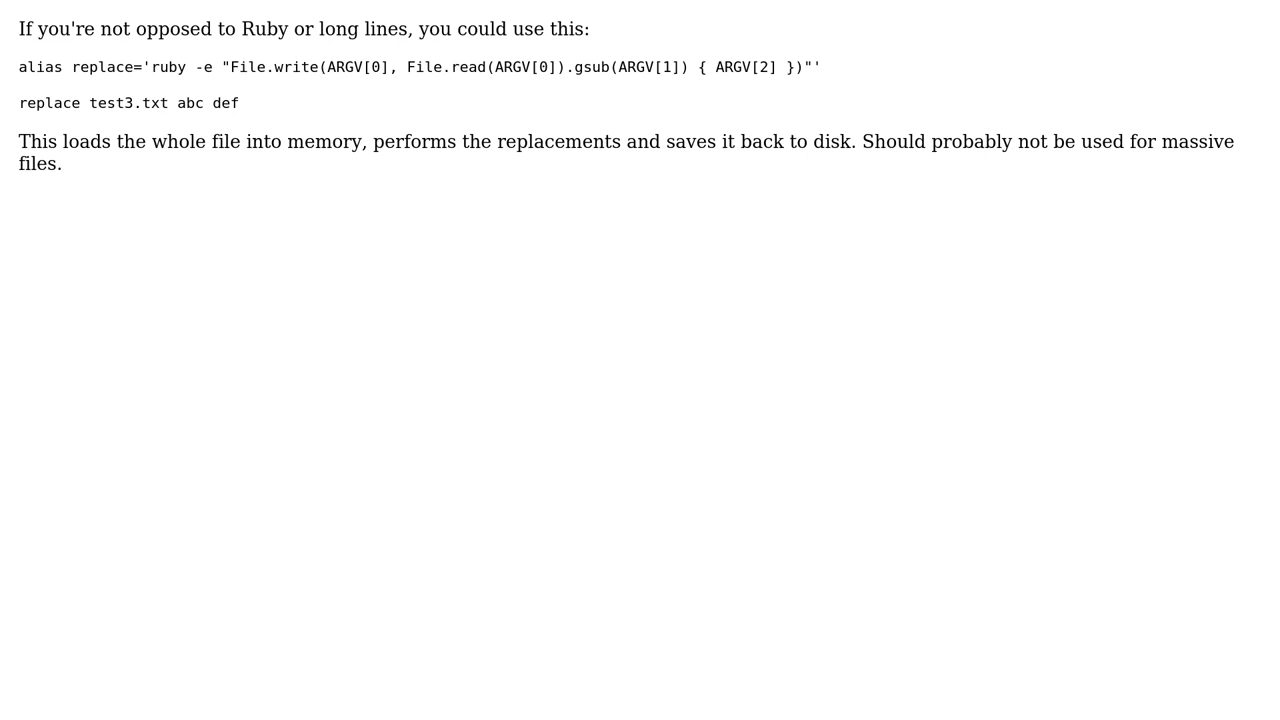 If you're not opposed to Ruby or long lines, you could use this:
alias replace='ruby -e "File.write(ARGV[0], File.read(ARGV[0]).gsub(ARGV[1]) { ARGV[2] })"'
replace test3.txt abc def
This loads the whole file into memory, performs the replacements and saves it back to disk. Should probably not be used for massive
files.